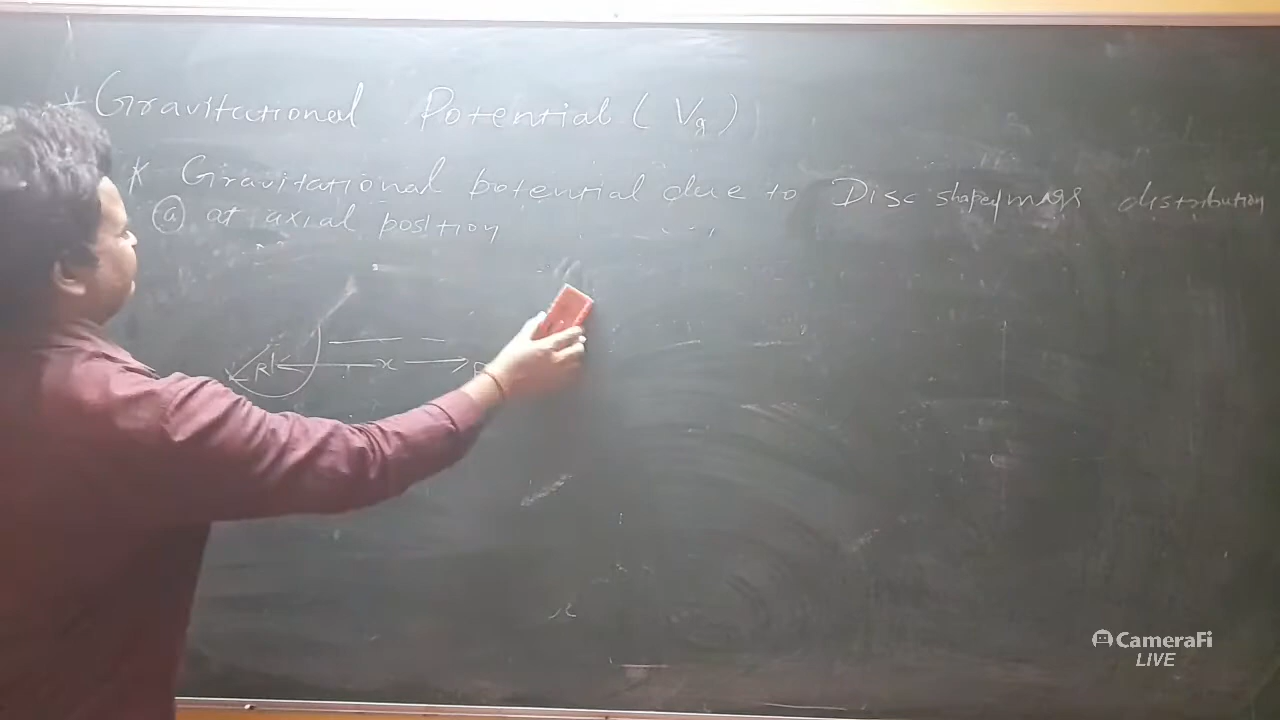 * Gravitational Potential ( Vg )
* Gravitational potential due to Disc shaped mass distribution
(a) at axial position
R x P
CameraFi
LIVE